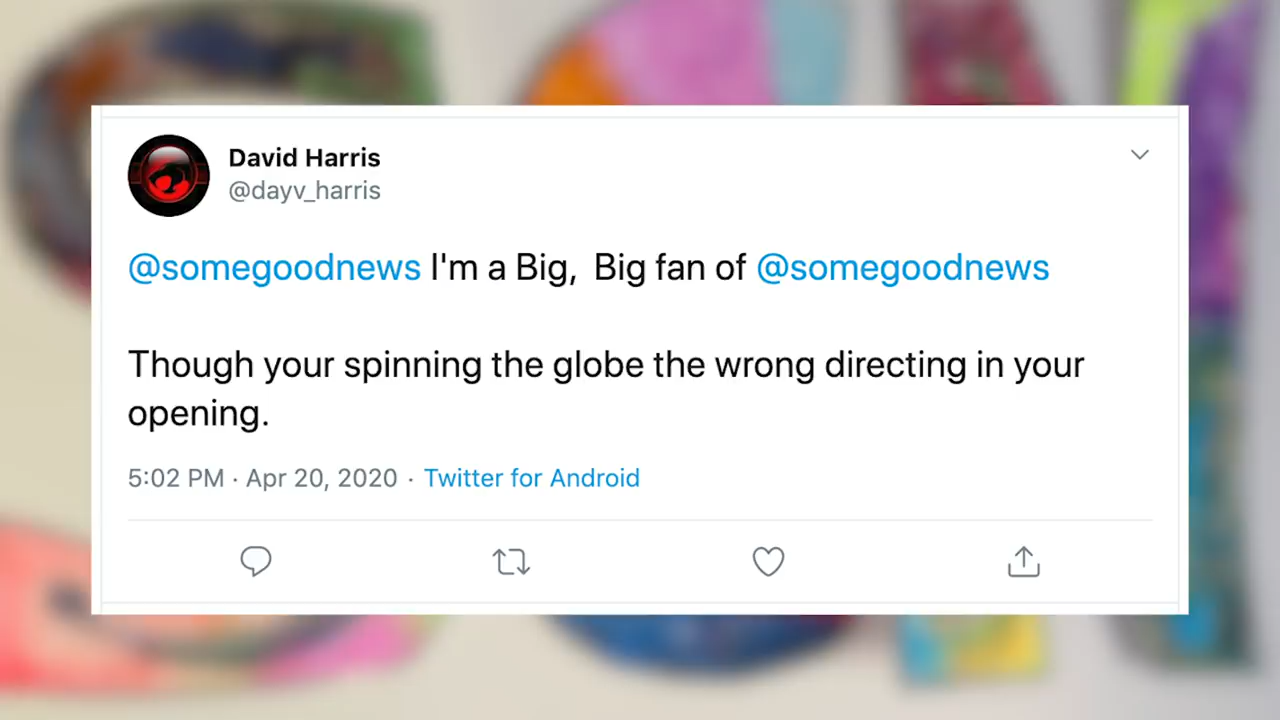 David Harris
@dayv_harris
@somegoodnews I'm a Big,  Big fan of @somegoodnews
Though your spinning the globe the wrong directing in your
opening.
5:02 PM · Apr 20, 2020 · Twitter for Android